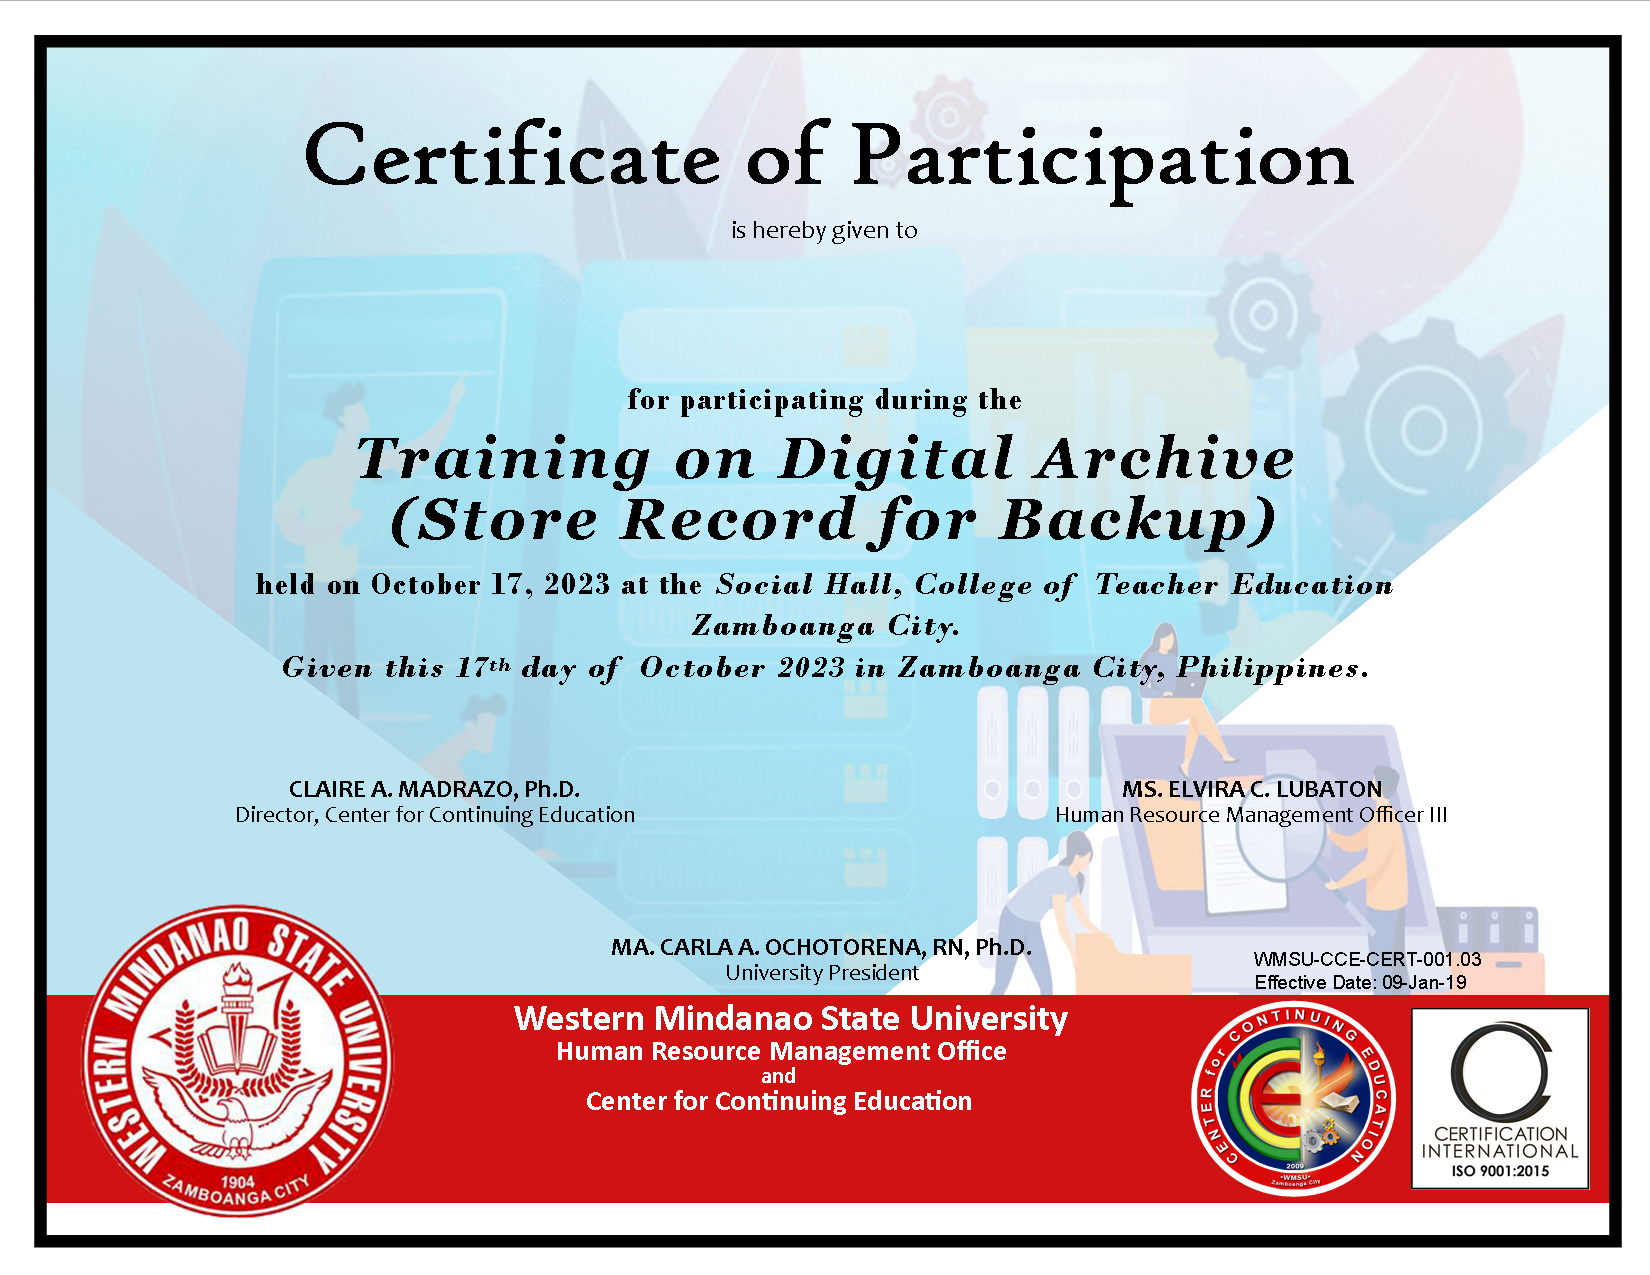 Certificate of Participation
is hereby given to
for participating during the
Training on Digital Archive
(Store Record for Backup)
held on October 17, 2023 at the Social Hall, College of Teacher Education
Zamboanga City.
Given this 17th day of October 2023 in Zamboanga City, Philippines.
CLAIRE A. MADRAZO, Ph.D.
Director, Center for Continuing Education
MS. ELVIRA C. LUBATON
Human Resource Management Officer III
MA. CARLA A. OCHOTORENA, RN, Ph.D.
University President
WMSU-CCE-CERT-001.03
Effective Date: 09-Jan-19
WESTERN MINDANAO STATE UNIVERSITY
1904
ZAMBOANGA CITY
Western Mindanao State University
Human Resource Management Office
and
Center for Continuing Education
CENTER for CONTINUING EDUCATION
2009
•WMSU•
Zamboanga City
CERTIFICATION
INTERNATIONAL
ISO 9001:2015